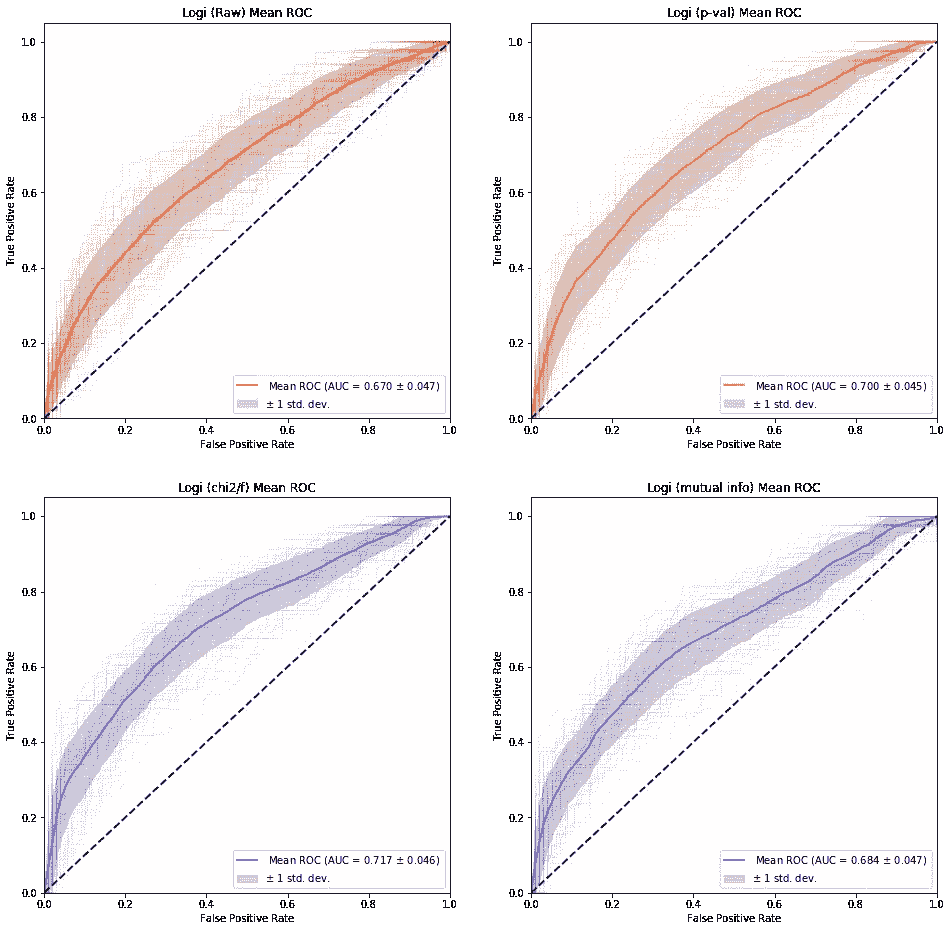 Logi (Raw) Mean ROC
True Positive Rate
1.0
0.8
0.6
0.4
0.2
0.0
Mean ROC (AUC = 0.670 ± 0.047)
± 1 std. dev.
0.0 0.2 0.4 0.6 0.8 1.0
False Positive Rate
Logi (p-val) Mean ROC
True Positive Rate
1.0
0.8
0.6
0.4
0.2
0.0
Mean ROC (AUC = 0.700 ± 0.045)
± 1 std. dev.
0.0 0.2 0.4 0.6 0.8 1.0
False Positive Rate
Logi (chi2/f) Mean ROC
True Positive Rate
1.0
0.8
0.6
0.4
0.2
0.0
Mean ROC (AUC = 0.717 ± 0.046)
± 1 std. dev.
0.0 0.2 0.4 0.6 0.8 1.0
False Positive Rate
Logi (mutual info) Mean ROC
True Positive Rate
1.0
0.8
0.6
0.4
0.2
0.0
Mean ROC (AUC = 0.684 ± 0.047)
± 1 std. dev.
0.0 0.2 0.4 0.6 0.8 1.0
False Positive Rate